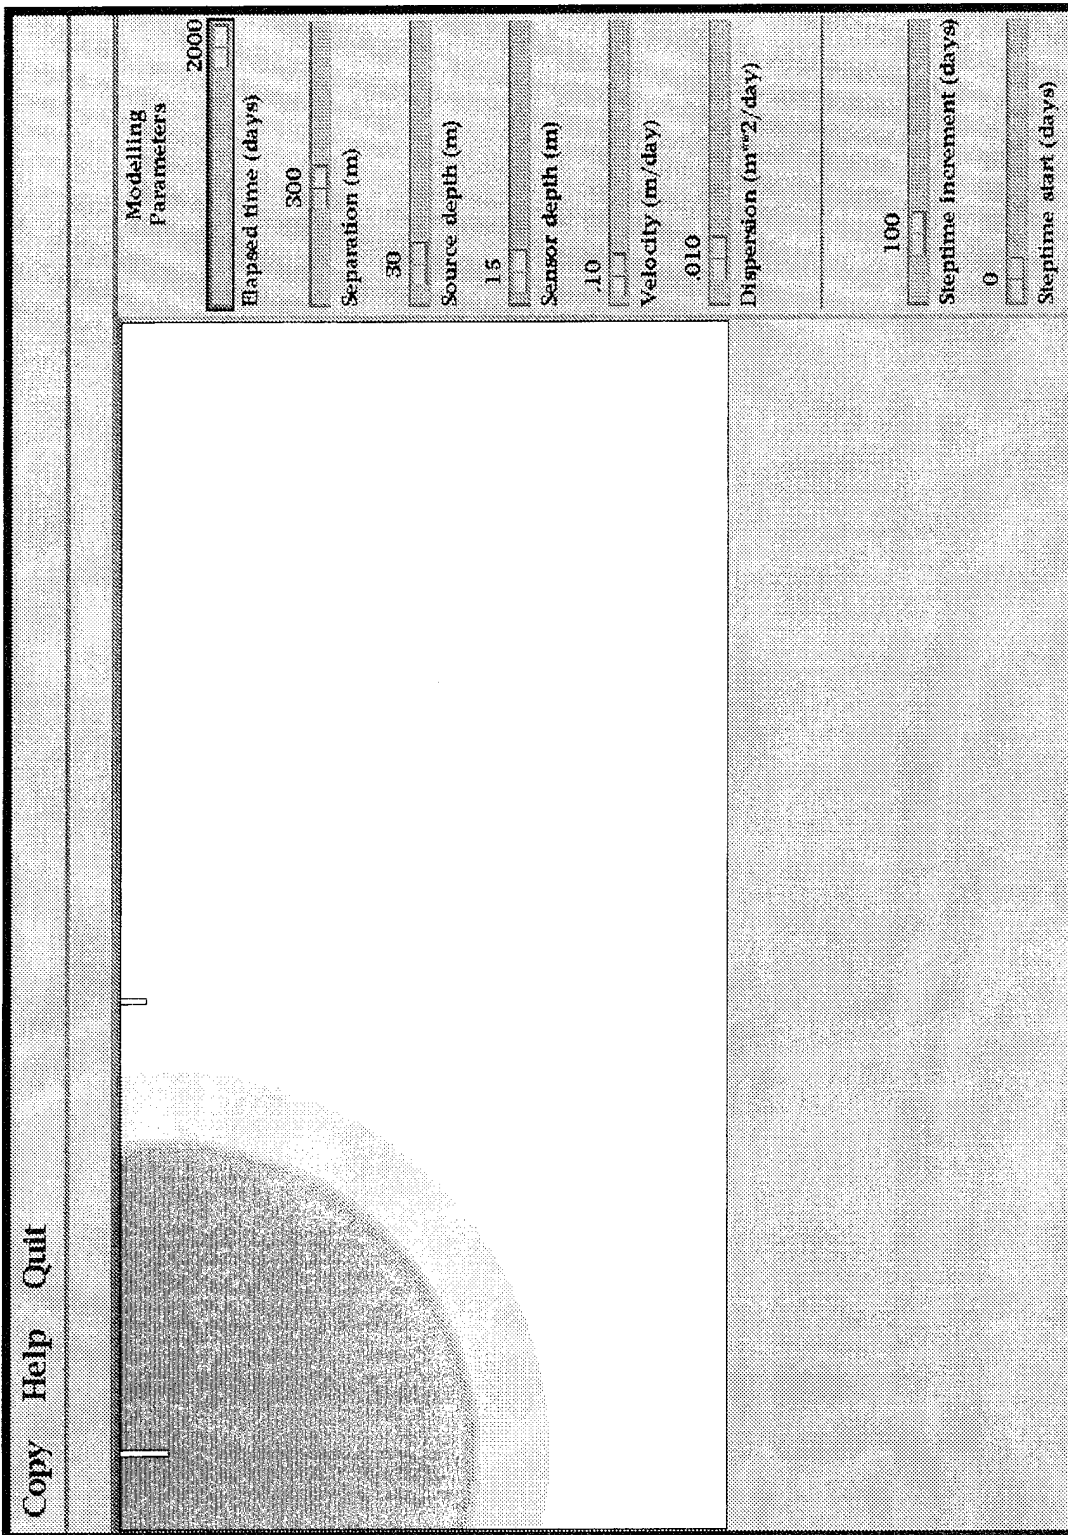 Copy Help Quit
Modelling
Parameters
2000
Elapsed time (days)
300
Separation (m)
30
Source depth (m)
15
Sensor depth (m)
.10
Velocity (m/day)
.010
Dispersion (m**2/day)
100
Steptime increment (days)
0
Steptime start (days)